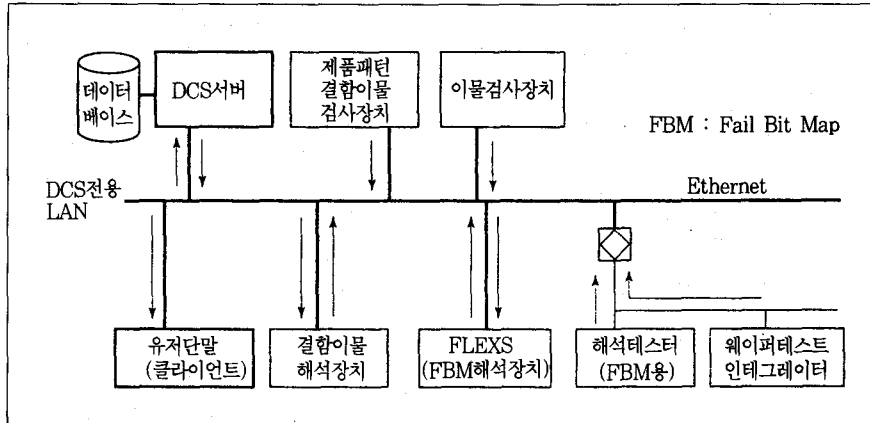 데이터
베이스
DCS서버
제품패턴
결함이물
검사장치
이물검사장치
FBM : Fail Bit Map
DCS전용
LAN
Ethernet
유저단말
(클라이언트)
결함이물
해석장치
FLEXS
(FBM해석장치)
해석테스터
(FBM용)
웨이퍼테스트
인테그레이터